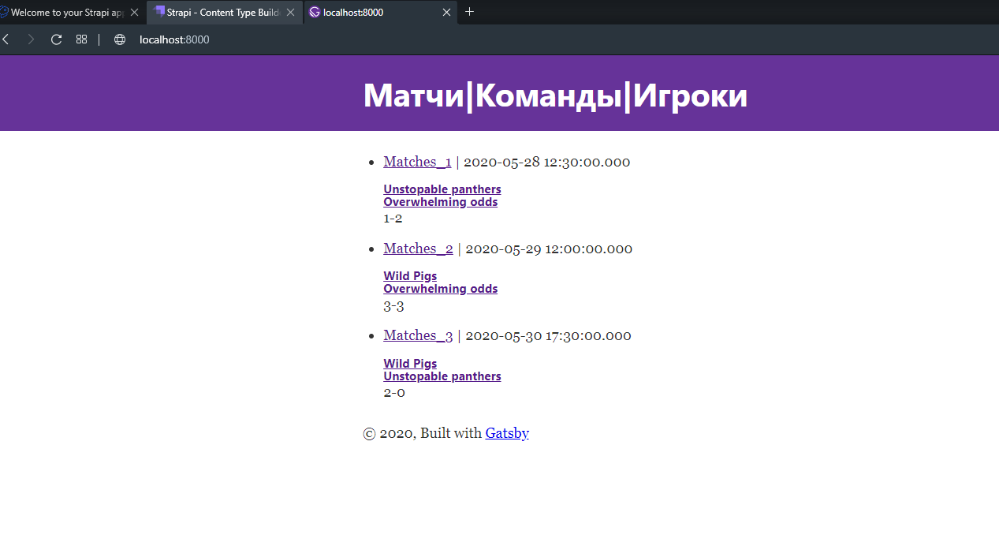 Welcome to your Strapi ap
Strapi - Content Type Build
localhost:8000
localhost:8000
Матчи|Команды|Игроки
Matches_1 | 2020-05-28 12:30:00.000
Unstopable panthers
Overwhelming odds
1-2
Matches_2 | 2020-05-29 12:00:00.000
Wild Pigs
Overwhelming odds
3-3
Matches_3 | 2020-05-30 17:30:00.000
Wild Pigs
Unstopable panthers
2-0
© 2020, Built with Gatsby